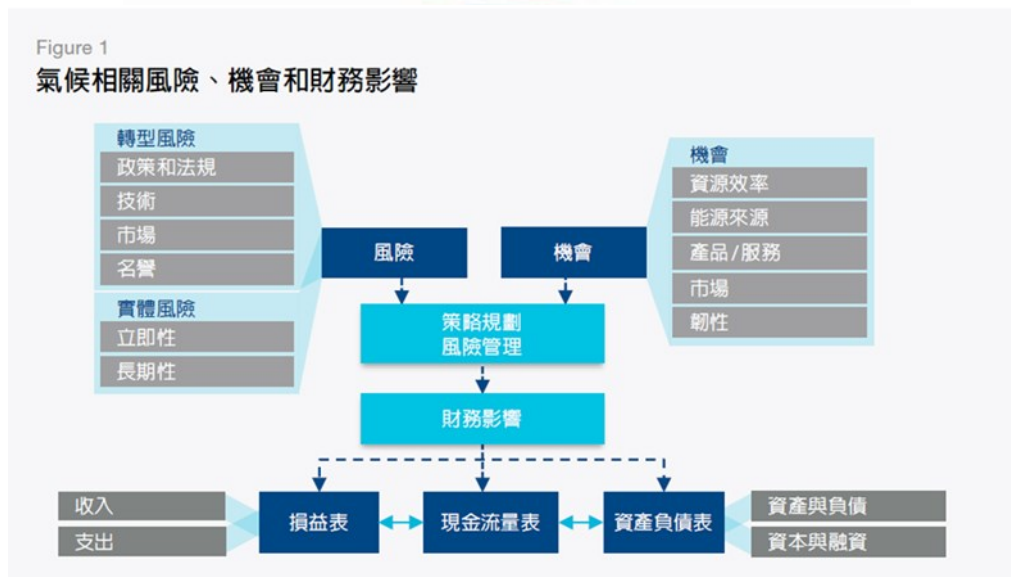 Figure 1
氣候相關風險、機會和財務影響
轉型風險
政策和法規
技術
市場
名譽
實體風險
立即性
長期性
風險
機會
機會
資源效率
能源來源
產品/服務
市場
韌性
策略規劃
風險管理
財務影響
收入
支出
損益表
現金流量表
資產負債表
資產與負債
資本與融資